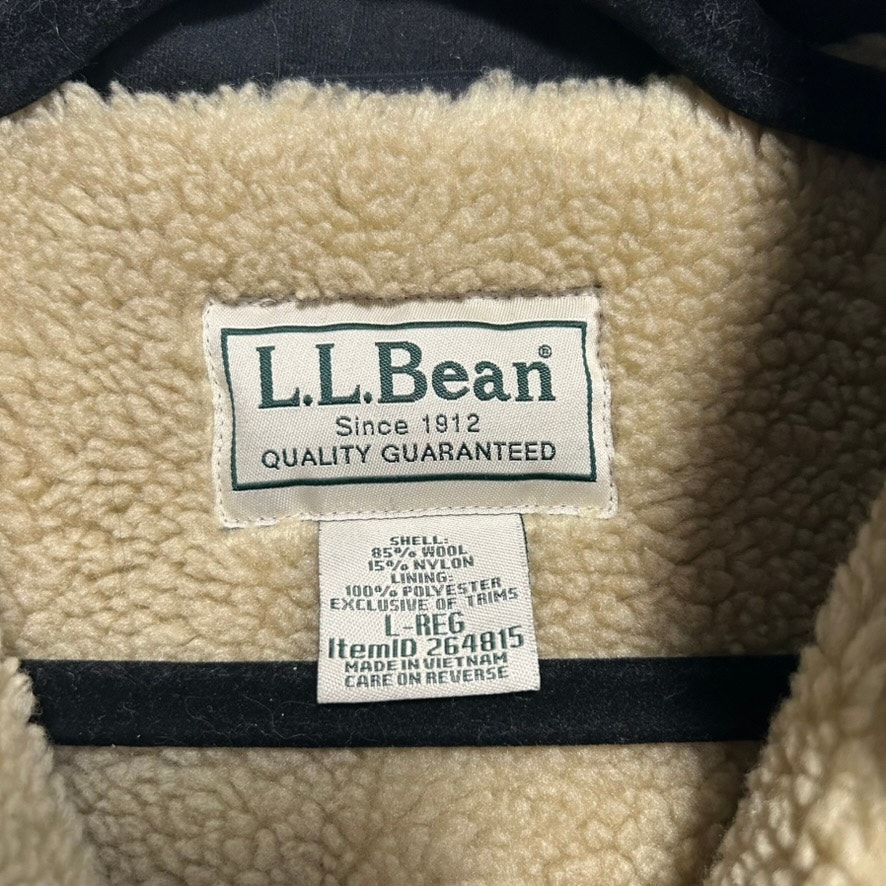 L.L.Bean®
Since 1912
QUALITY GUARANTEED
SHELL:
85% WOOL
15% NYLON
LINING:
100% POLYESTER
EXCLUSIVE OF TRIMS
L-REG
ItemID 264815
MADE IN VIETNAM
CARE ON REVERSE